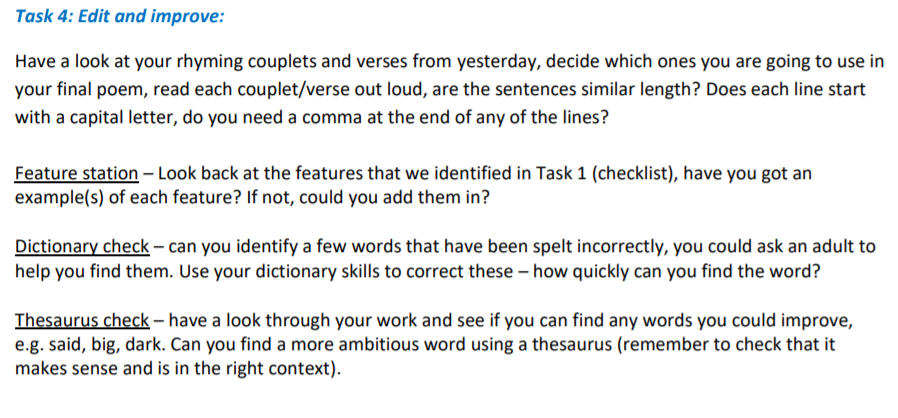 Task 4: Edit and improve:
Have a look at your rhyming couplets and verses from yesterday, decide which ones you are going to use in
your final poem, read each couplet/verse out loud, are the sentences similar length? Does each line start
with a capital letter, do you need a comma at the end of any of the lines?
Feature station – Look back at the features that we identified in Task 1 (checklist), have you got an
example(s) of each feature? If not, could you add them in?
Dictionary check – can you identify a few words that have been spelt incorrectly, you could ask an adult to
help you find them. Use your dictionary skills to correct these – how quickly can you find the word?
Thesaurus check – have a look through your work and see if you can find any words you could improve,
e.g. said, big, dark. Can you find a more ambitious word using a thesaurus (remember to check that it
makes sense and is in the right context).